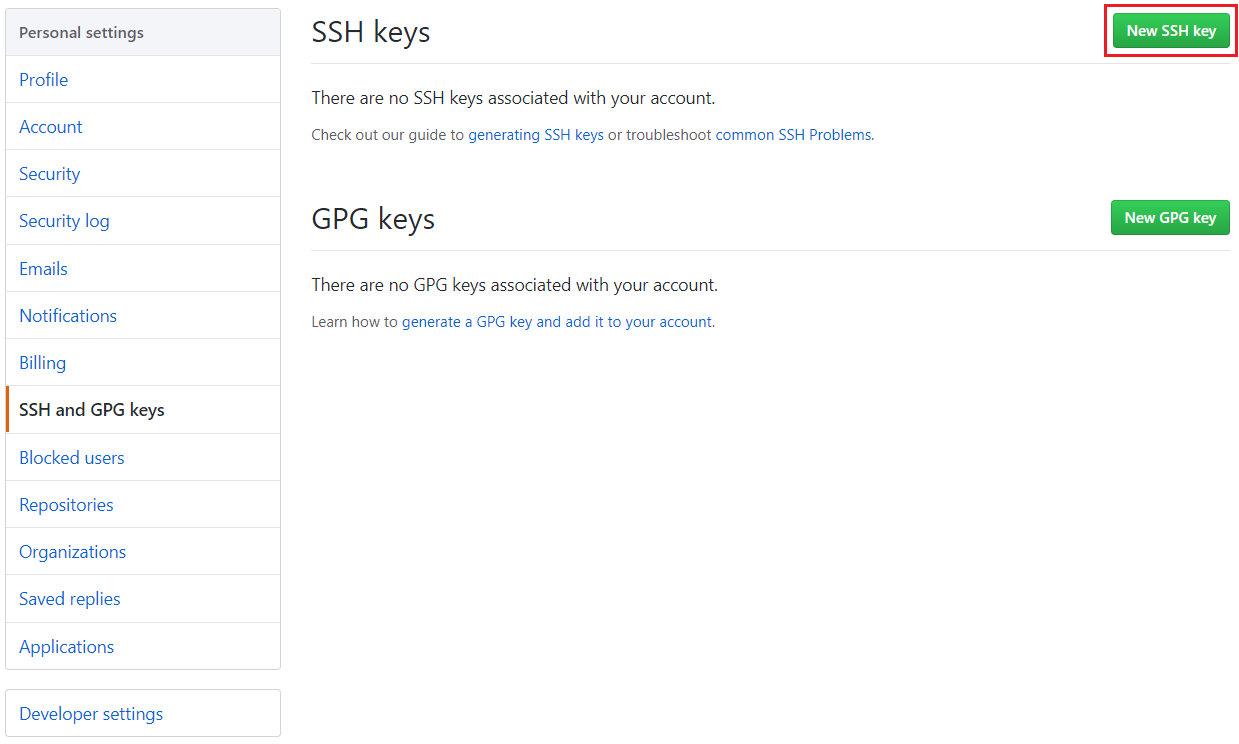 Personal settings
Profile
Account
Security
Security log
Emails
Notifications
Billing
SSH and GPG keys
Blocked users
Repositories
Organizations
Saved replies
Applications
Developer settings
SSH keys
New SSH key
There are no SSH keys associated with your account.
Check out our guide to generating SSH keys or troubleshoot common SSH Problems.
GPG keys
New GPG key
There are no GPG keys associated with your account.
Learn how to generate a GPG key and add it to your account.